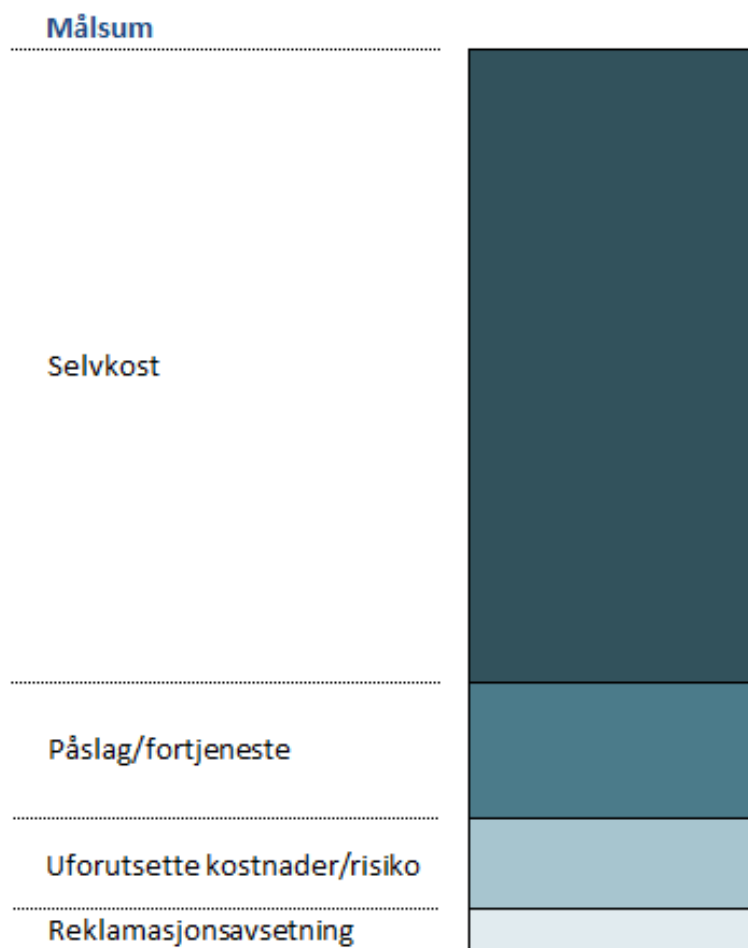 Målsum
Selvkost
Påslag/fortjeneste
Uforutsette kostnader/risiko
Reklamasjonsavsetning